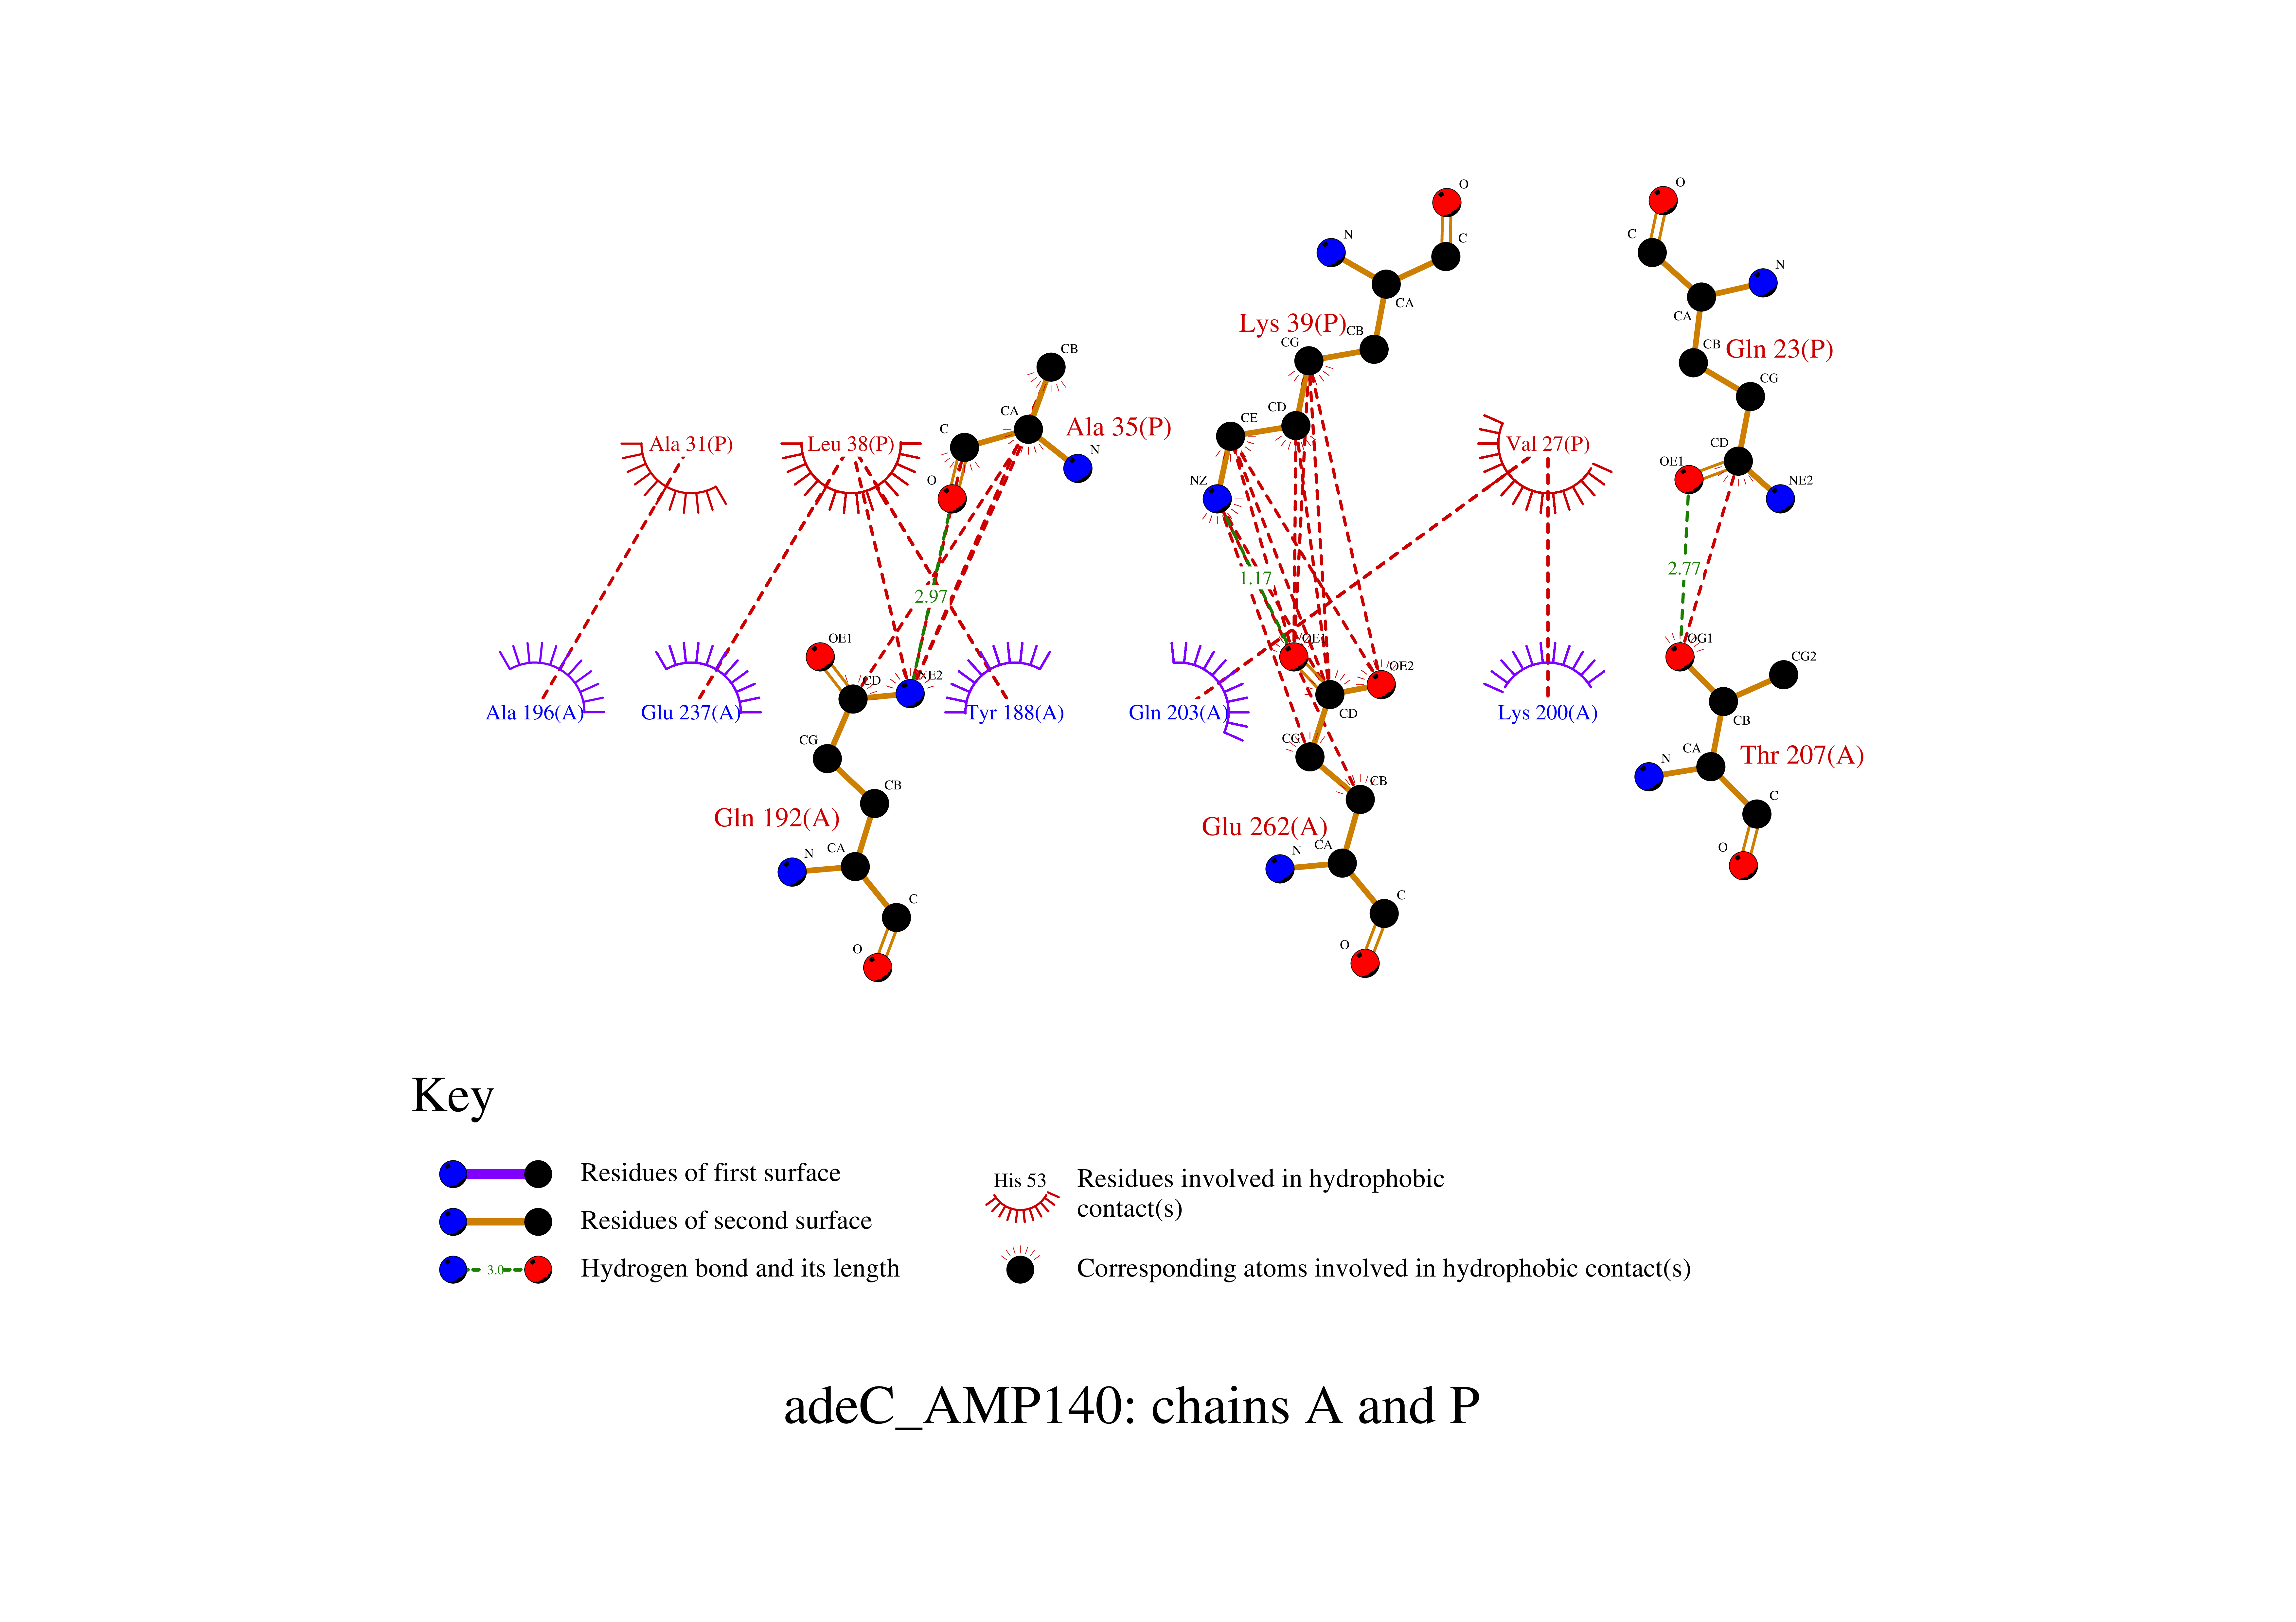 O
O
N
C
C
N
CA
CA
Lys 39(P)
CB
CG
CB
Gln 23(P)
CB
CG
CA
Ala 35(P)
CE
CD
C
N
Ala 31(P)
Leu 38(P)
Val 27(P)
CD
OE1
O
NZ
NE2
2.77
1.17
2.97
OE1
OE1
OG1
CG2
CD
NE2
OE2
Ala 196(A)
Glu 237(A)
Tyr 188(A)
Gln 203(A)
CD
Lys 200(A)
CB
CG
CG
CA
Thr 207(A)
N
CB
CB
C
Gln 192(A)
Glu 262(A)
N
CA
N
CA
O
C
C
O
O
Key
Residues of first surface
His 53
Residues involved in hydrophobic
contact(s)
Residues of second surface
3.0
Hydrogen bond and its length
Corresponding atoms involved in hydrophobic contact(s)
adeC_AMP140: chains A and P